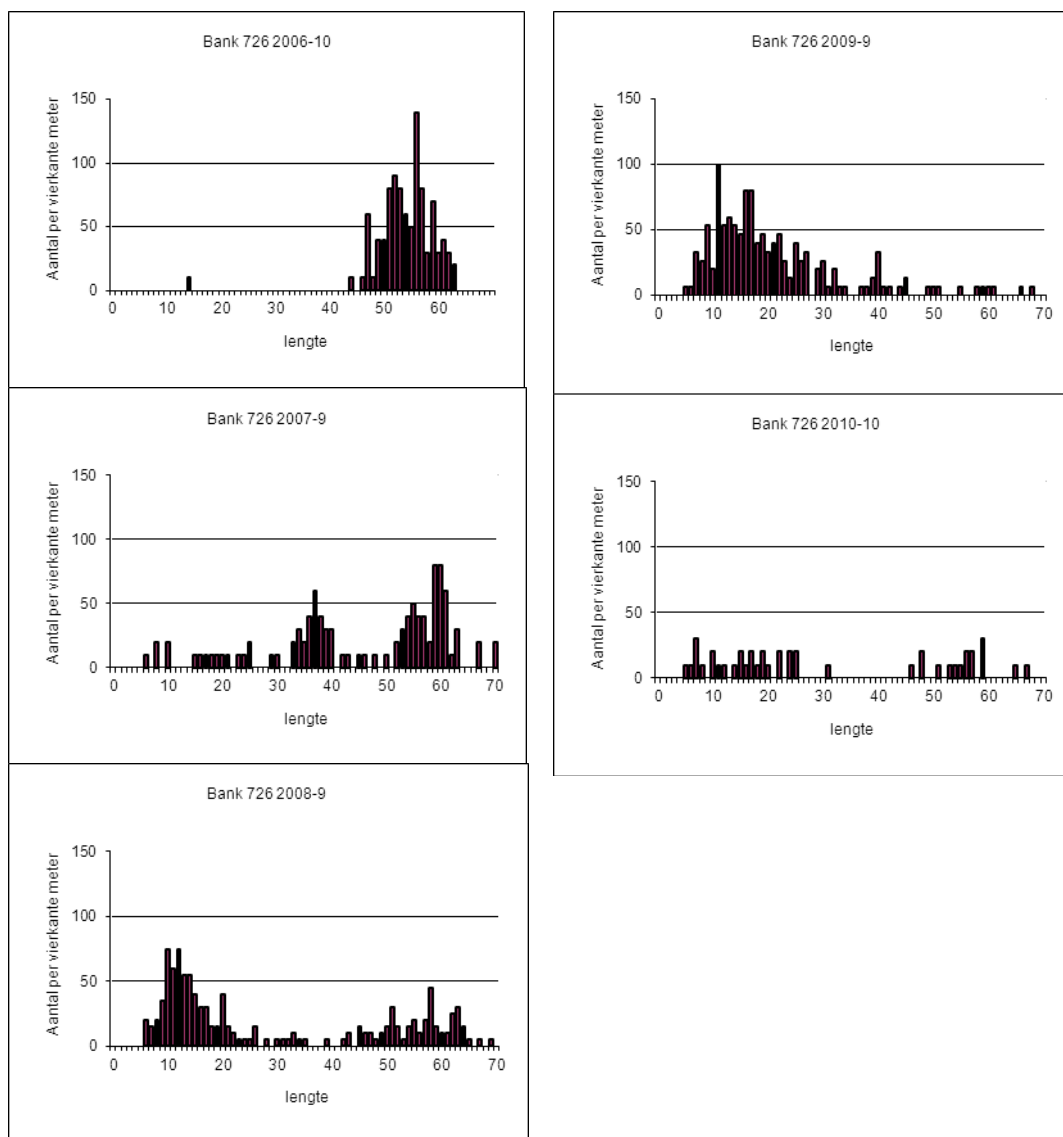 Bank 726 2006-10
Aantal per vierkante meter
150
100
50
0
0 10 20 30 40 50 60
lengte
Bank 726 2007-9
Aantal per vierkante meter
150
100
50
0
0 10 20 30 40 50 60 70
lengte
Bank 726 2008-9
Aantal per vierkante meter
150
100
50
0
0 10 20 30 40 50 60 70
lengte
Bank 726 2009-9
Aantal per vierkante meter
150
100
50
0
0 10 20 30 40 50 60 70
lengte
Bank 726 2010-10
Aantal per vierkante meter
150
100
50
0
0 10 20 30 40 50 60 70
lengte